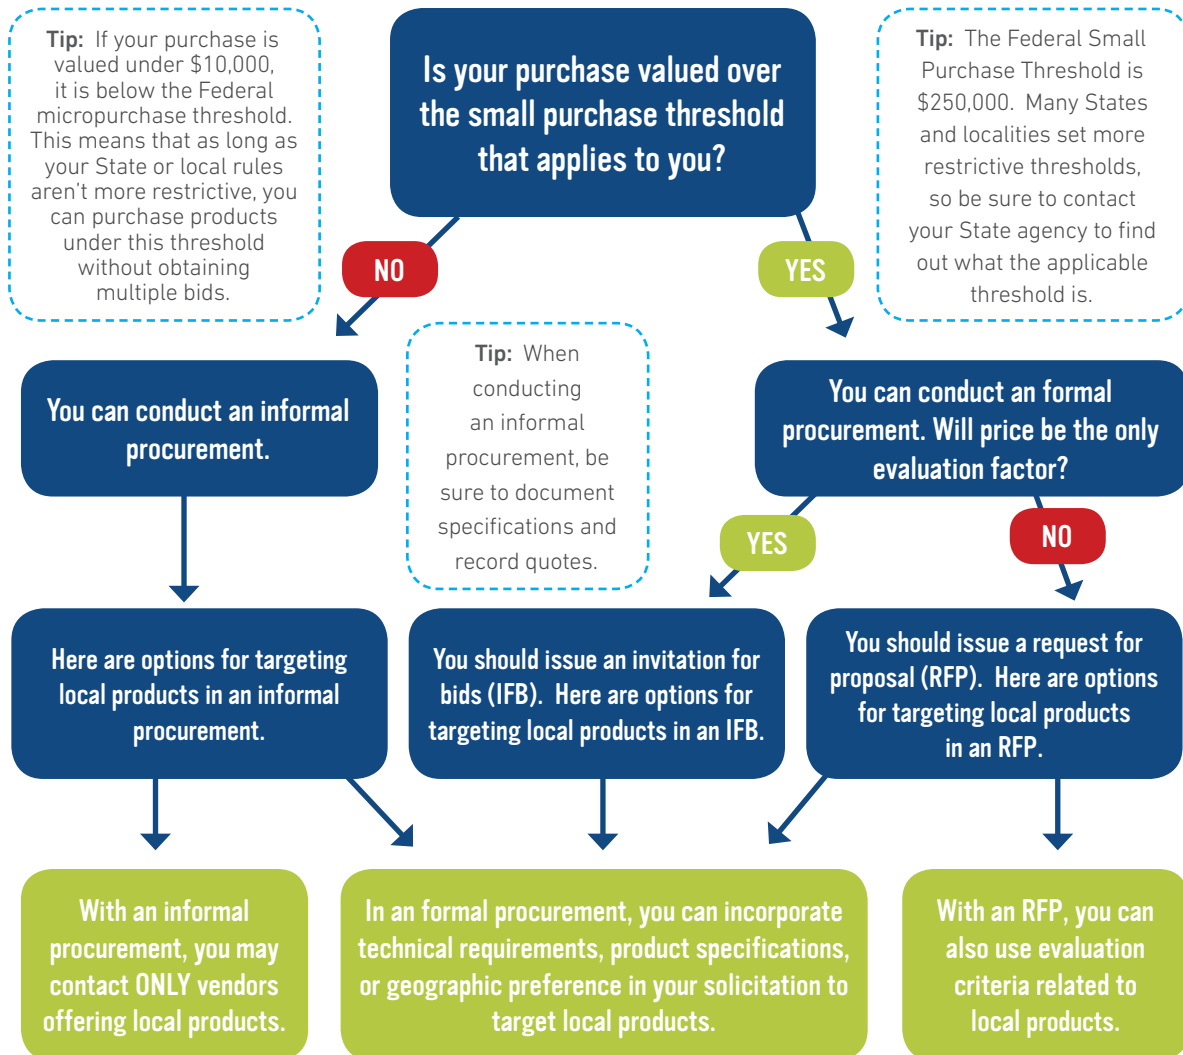 Tip: If your purchase is
valued under $10,000,
it is below the Federal
micropurchase threshold.
This means that as long as
your State or local rules
aren't more restrictive, you
can purchase products
under this threshold
without obtaining
multiple bids.
Is your purchase valued over
the small purchase threshold
that applies to you?
Tip: The Federal Small
Purchase Threshold is
$250,000. Many States
and localities set more
restrictive thresholds,
so be sure to contact
your State agency to find
out what the applicable
threshold is.
NO
YES
You can conduct an informal
procurement.
Tip: When
conducting
an informal
procurement, be
sure to document
specifications and
record quotes.
You can conduct an formal
procurement. Will price be the only
evaluation factor?
YES
NO
Here are options for targeting
local products in an informal
procurement.
You should issue an invitation for
bids (IFB). Here are options for
targeting local products in an IFB.
You should issue a request for
proposal (RFP). Here are options
for targeting local products
in an RFP.
With an informal
procurement, you may
contact ONLY vendors
offering local products.
In an formal procurement, you can incorporate
technical requirements, product specifications,
or geographic preference in your solicitation to
target local products.
With an RFP, you can
also use evaluation
criteria related to
local products.